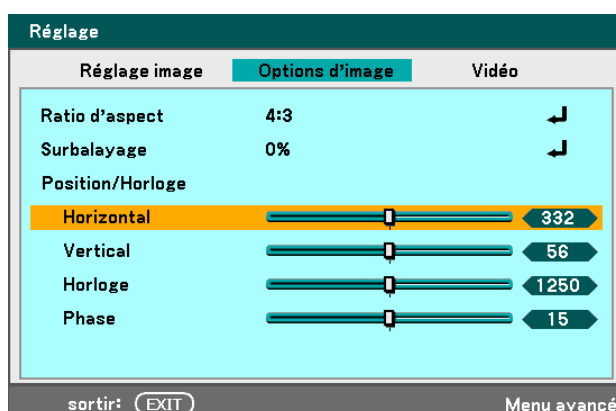 Réglage
Réglage image Options d'image Vidéo
Ratio d'aspect 4:3
Surbalayage 0%
Position/Horloge
Horizontal 332
Vertical 56
Horloge 1250
Phase 15
sortir: EXIT Menu avancé